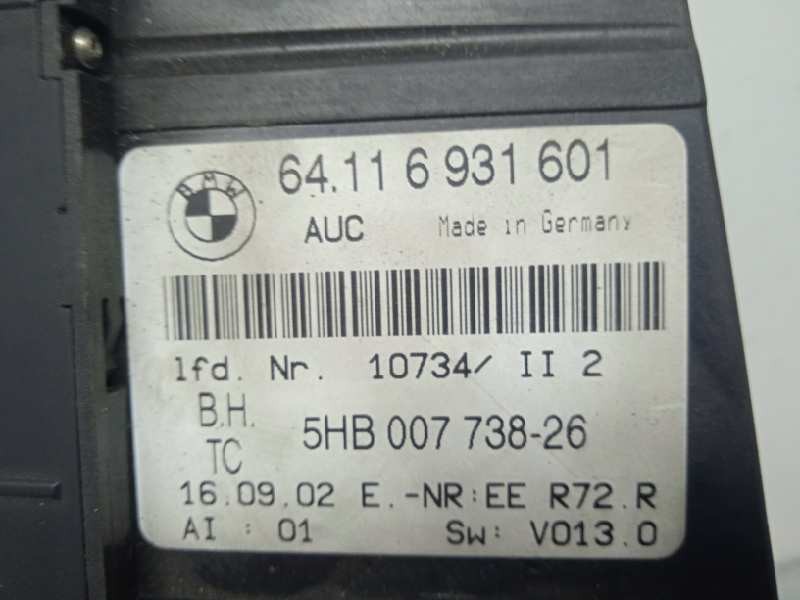 BMW
64.11 6 931 601
AUC Made in Germany
lfd. Nr. 10734/ II 2
B.H. 5HB 007 738-26
TC
16.09.02 E.-NR:EE R72.R
AI : 01 Sw: V013.0